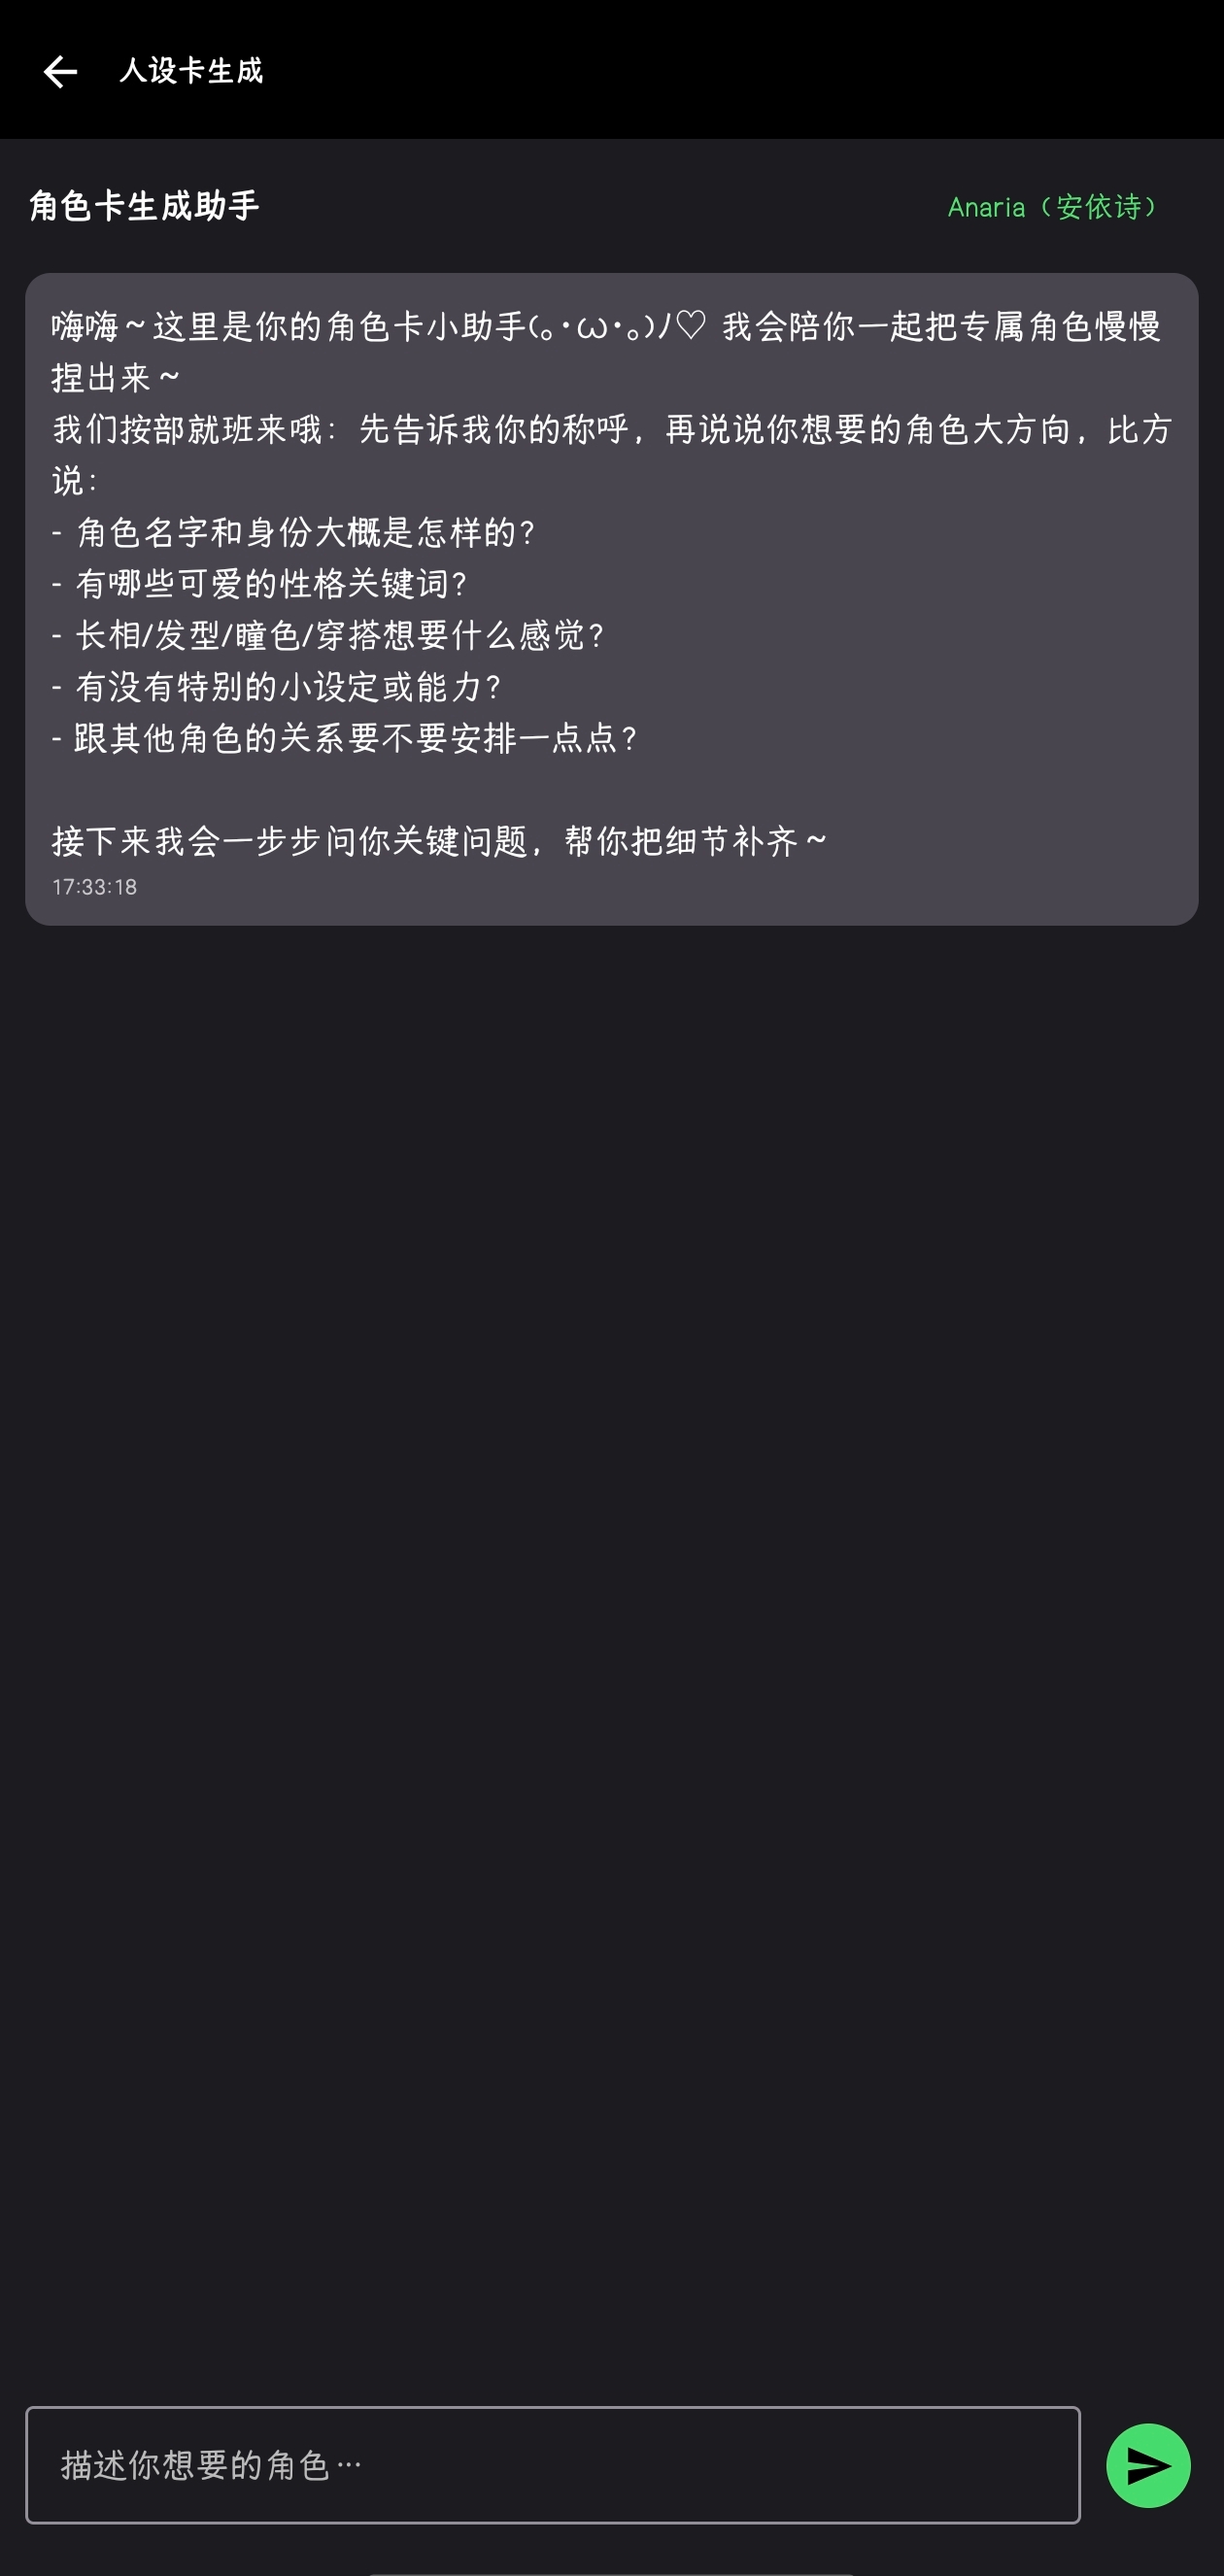 人设卡生成
角色卡生成助手
Anaria（安依诗）
嗨嗨～这里是你的角色卡小助手(｡･ω･｡)ﾉ♡ 我会陪你一起把专属角色慢慢
捏出来～
我们按部就班来哦：先告诉我你的称呼，再说说你想要的角色大方向，比方
说：
- 角色名字和身份大概是怎样的？
- 有哪些可爱的性格关键词？
- 长相/发型/瞳色/穿搭想要什么感觉？
- 有没有特别的小设定或能力？
- 跟其他角色的关系要不要安排一点点？
接下来我会一步步问你关键问题，帮你把细节补齐～
17:33:18
描述你想要的角色…